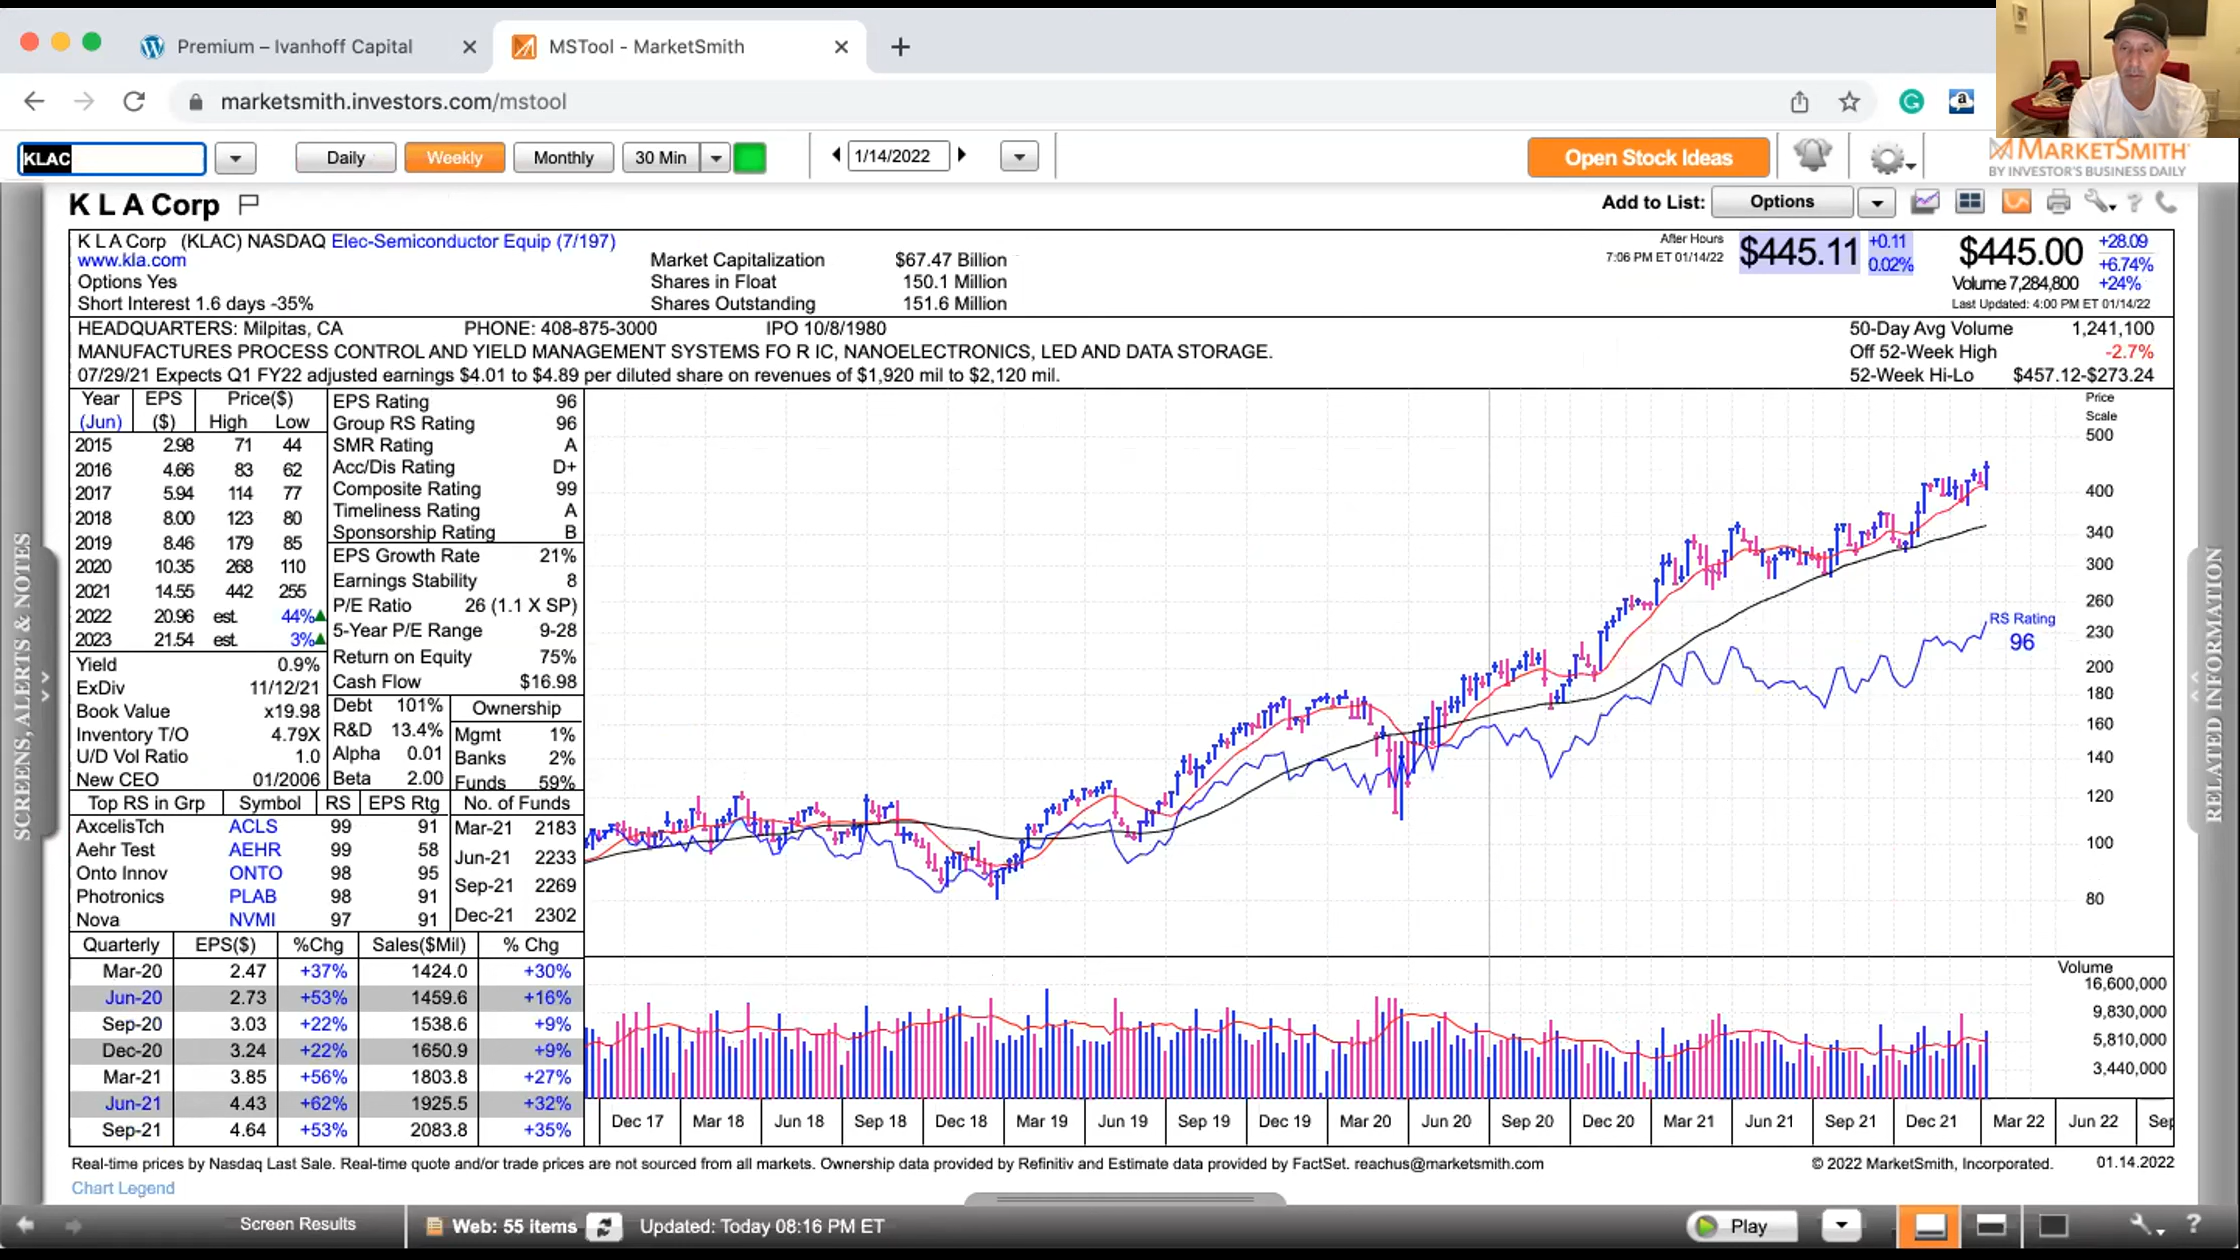 Premium – Ivanhoff Capital
MSTool - MarketSmith
marketsmith.investors.com/mstool
KLAC
Daily
Weekly
Monthly
30 Min
1/14/2022
Open Stock Ideas
MARKETSMITH
BY INVESTOR'S BUSINESS DAILY
K L A Corp
Add to List:
Options
K L A Corp (KLAC) NASDAQ Elec-Semiconductor Equip (7/197)
www.kla.com
Options Yes
Short Interest 1.6 days -35%
Market Capitalization $67.47 Billion
Shares in Float 150.1 Million
Shares Outstanding 151.6 Million
After Hours
7:06 PM ET 01/14/22
$445.11 +0.11
0.02%
$445.00 +28.09
+6.74%
Volume 7,284,800 +24%
Last Updated: 4:00 PM ET 01/14/22
HEADQUARTERS: Milpitas, CA PHONE: 408-875-3000 IPO 10/8/1980
MANUFACTURES PROCESS CONTROL AND YIELD MANAGEMENT SYSTEMS FO R IC, NANOELECTRONICS, LED AND DATA STORAGE.
07/29/21 Expects Q1 FY22 adjusted earnings $4.01 to $4.89 per diluted share on revenues of $1,920 mil to $2,120 mil.
50-Day Avg Volume 1,241,100
Off 52-Week High -2.7%
52-Week Hi-Lo $457.12-$273.24
Year EPS Price($)
(Jun) ($) High Low
2015 2.98 71 44
2016 4.66 83 62
2017 5.94 114 77
2018 8.00 123 80
2019 8.46 179 85
2020 10.35 268 110
2021 14.55 442 255
2022 20.96 est. 44%
2023 21.54 est. 3%
Yield 0.9%
ExDiv 11/12/21
Book Value x19.98
Inventory T/O 4.79X
U/D Vol Ratio 1.0
New CEO 01/2006
EPS Rating 96
Group RS Rating 96
SMR Rating A
Acc/Dis Rating D+
Composite Rating 99
Timeliness Rating A
Sponsorship Rating B
EPS Growth Rate 21%
Earnings Stability 8
P/E Ratio 26 (1.1 X SP)
5-Year P/E Range 9-28
Return on Equity 75%
Cash Flow $16.98
Debt 101%
R&D 13.4%
Alpha 0.01
Beta 2.00
Ownership
Mgmt 1%
Banks 2%
Funds 59%
Top RS in Grp Symbol RS EPS Rtg
AxcelisTch ACLS 99 91
Aehr Test AEHR 99 58
Onto Innov ONTO 98 95
Photronics PLAB 98 91
Nova NVMI 97 91
No. of Funds
Mar-21 2183
Jun-21 2233
Sep-21 2269
Dec-21 2302
Quarterly EPS($) %Chg Sales($Mil) % Chg
Mar-20 2.47 +37% 1424.0 +30%
Jun-20 2.73 +53% 1459.6 +16%
Sep-20 3.03 +22% 1538.6 +9%
Dec-20 3.24 +22% 1650.9 +9%
Mar-21 3.85 +56% 1803.8 +27%
Jun-21 4.43 +62% 1925.5 +32%
Sep-21 4.64 +53% 2083.8 +35%
Price
Scale
500
400
340
300
260
230
200
180
160
140
120
100
80
RS Rating
96
Volume
16,600,000
9,830,000
5,810,000
3,440,000
Dec 17 Mar 18 Jun 18 Sep 18 Dec 18 Mar 19 Jun 19 Sep 19 Dec 19 Mar 20 Jun 20 Sep 20 Dec 20 Mar 21 Jun 21 Sep 21 Dec 21 Mar 22 Jun 22 Sep
Real-time prices by Nasdaq Last Sale. Real-time quote and/or trade prices are not sourced from all markets. Ownership data provided by Refinitiv and Estimate data provided by FactSet. reachus@marketsmith.com
© 2022 MarketSmith, Incorporated. 01.14.2022
Chart Legend
SCREENS, ALERTS & NOTES
RELATED INFORMATION
Screen Results
Web: 55 items
Updated: Today 08:16 PM ET
Play